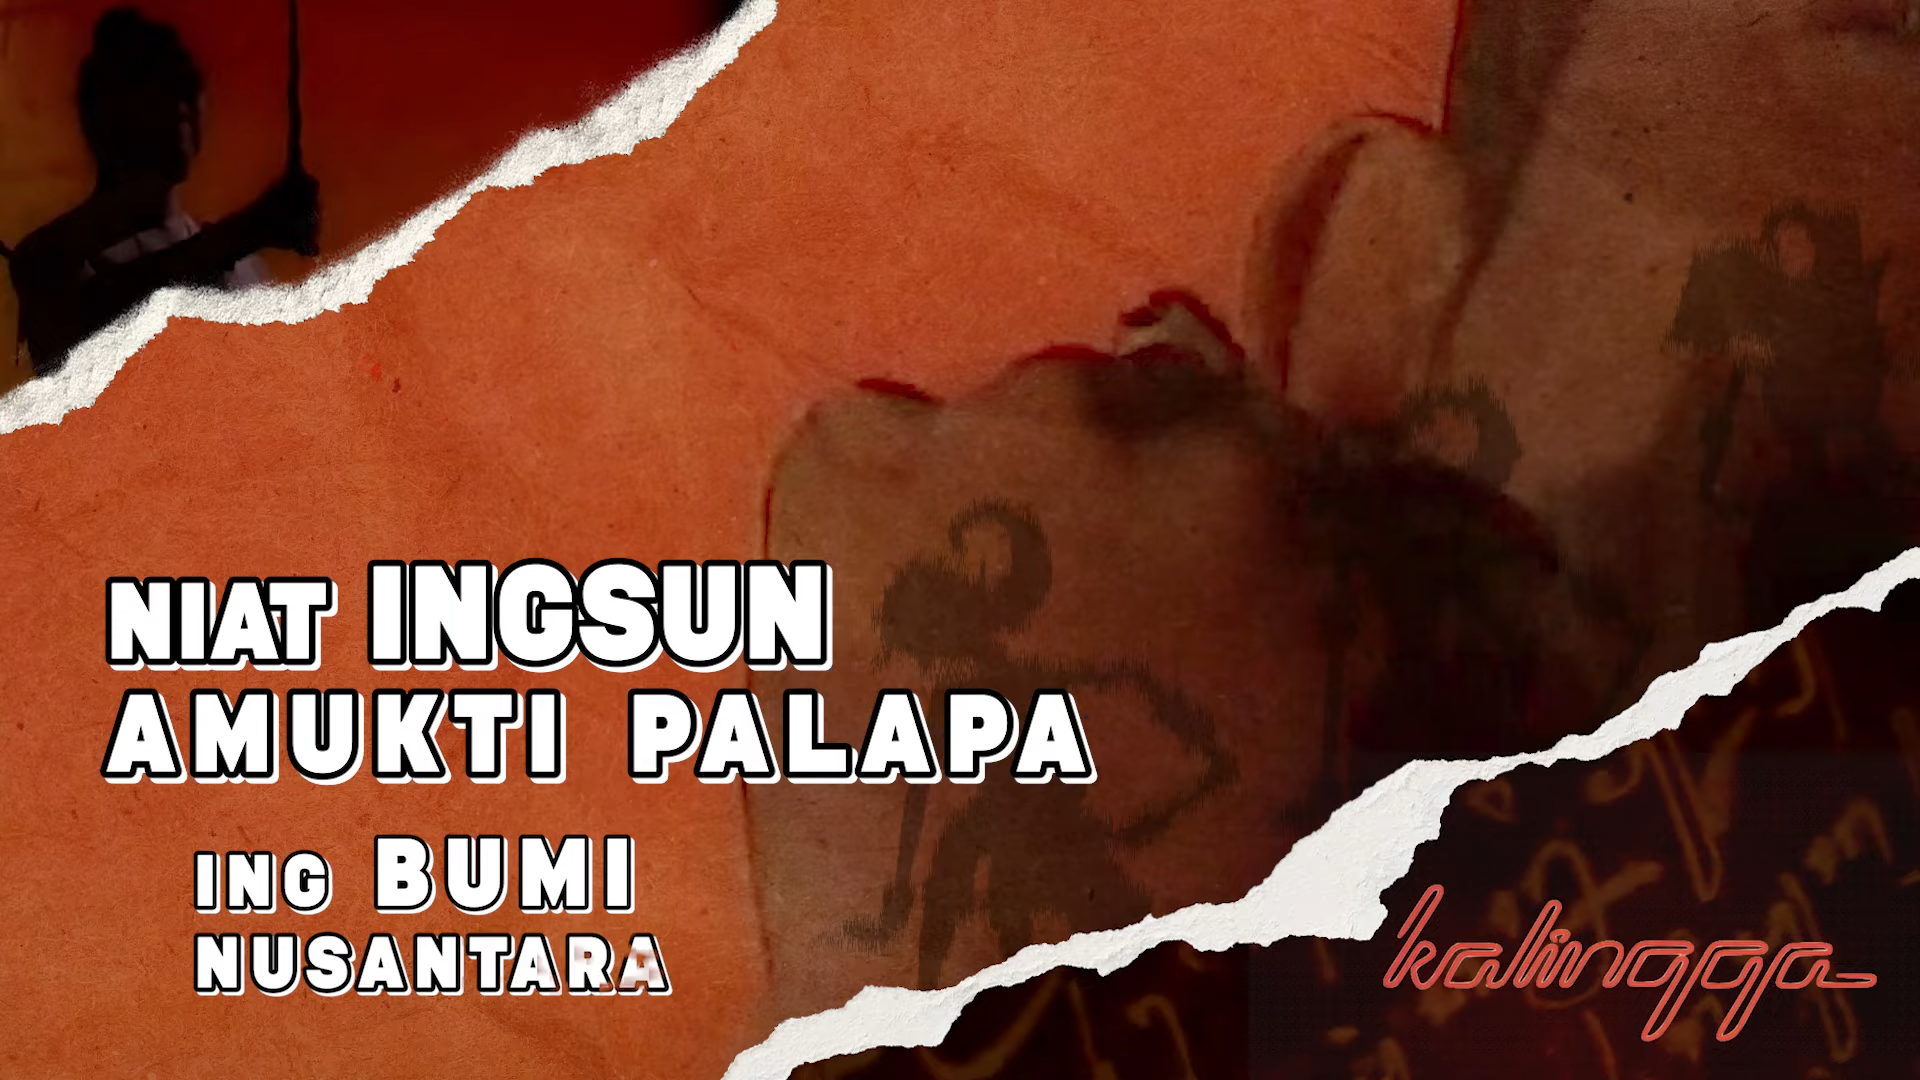 NIAT INGSUN
AMUKTI PALAPA
ING BUMI
NUSANTARA
kalingga